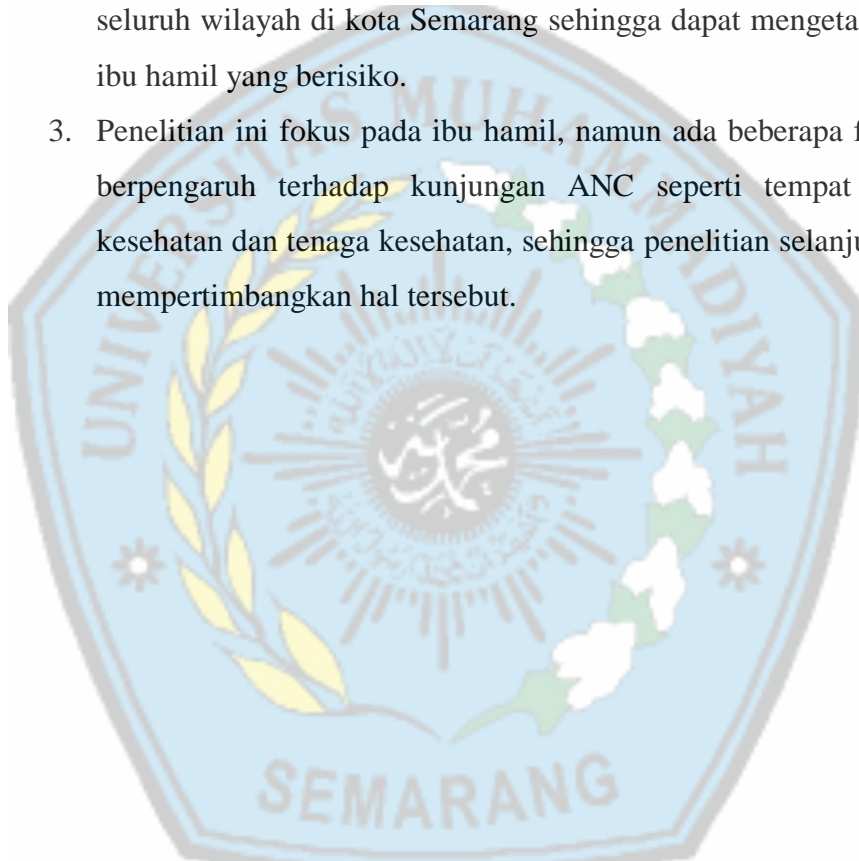 seluruh wilayah di kota Semarang sehingga dapat mengeta
ibu hamil yang berisiko.
3. Penelitian ini fokus pada ibu hamil, namun ada beberapa f
berpengaruh terhadap kunjungan ANC seperti tempat
kesehatan dan tenaga kesehatan, sehingga penelitian selanju
mempertimbangkan hal tersebut.
UNIVERSITAS MUHAMMADIYAH
SEMARANG